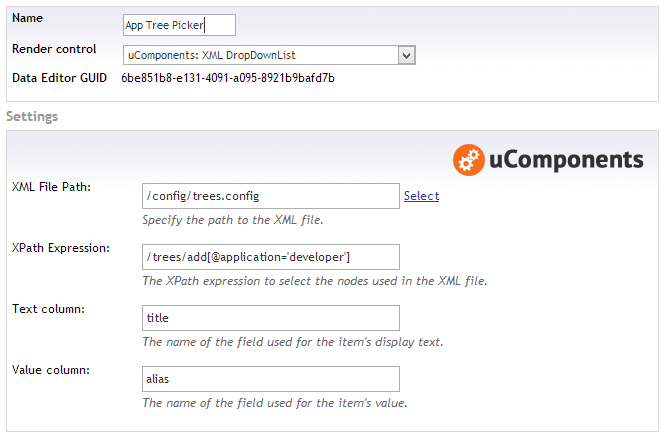 Name App Tree Picker
Render control uComponents: XML DropDownList
Data Editor GUID 6be851b8-e131-4091-a095-8921b9bafd7b
Settings
uComponents
XML File Path: /config/trees.config Select
Specify the path to the XML file.
XPath Expression: /trees/add[@application='developer']
The XPath expression to select the nodes used in the XML file.
Text column: title
The name of the field used for the item's display text.
Value column: alias
The name of the field used for the item's value.